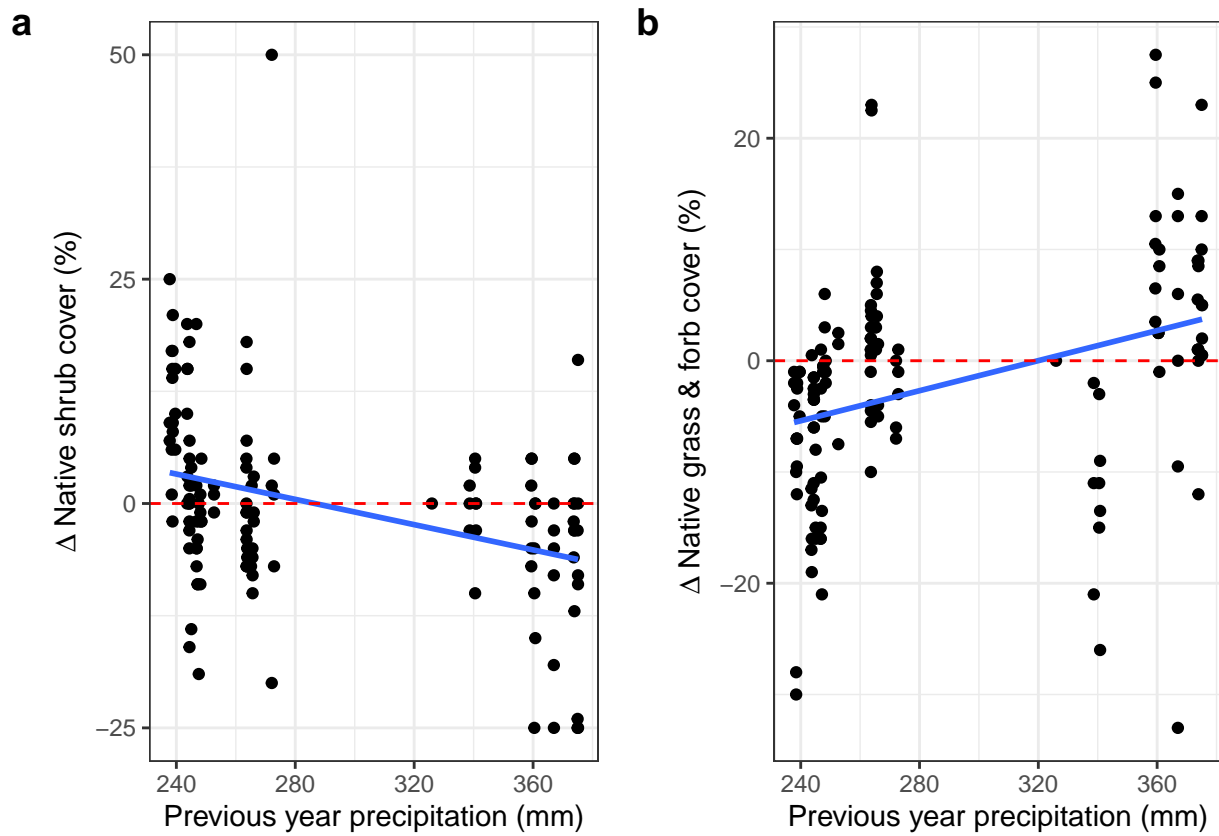 a
50
25
0
−25
Δ Native shrub cover (%)
240 280 320 360
Previous year precipitation (mm)
b
20
0
−20
Δ Native grass & forb cover (%)
240 280 320 360
Previous year precipitation (mm)